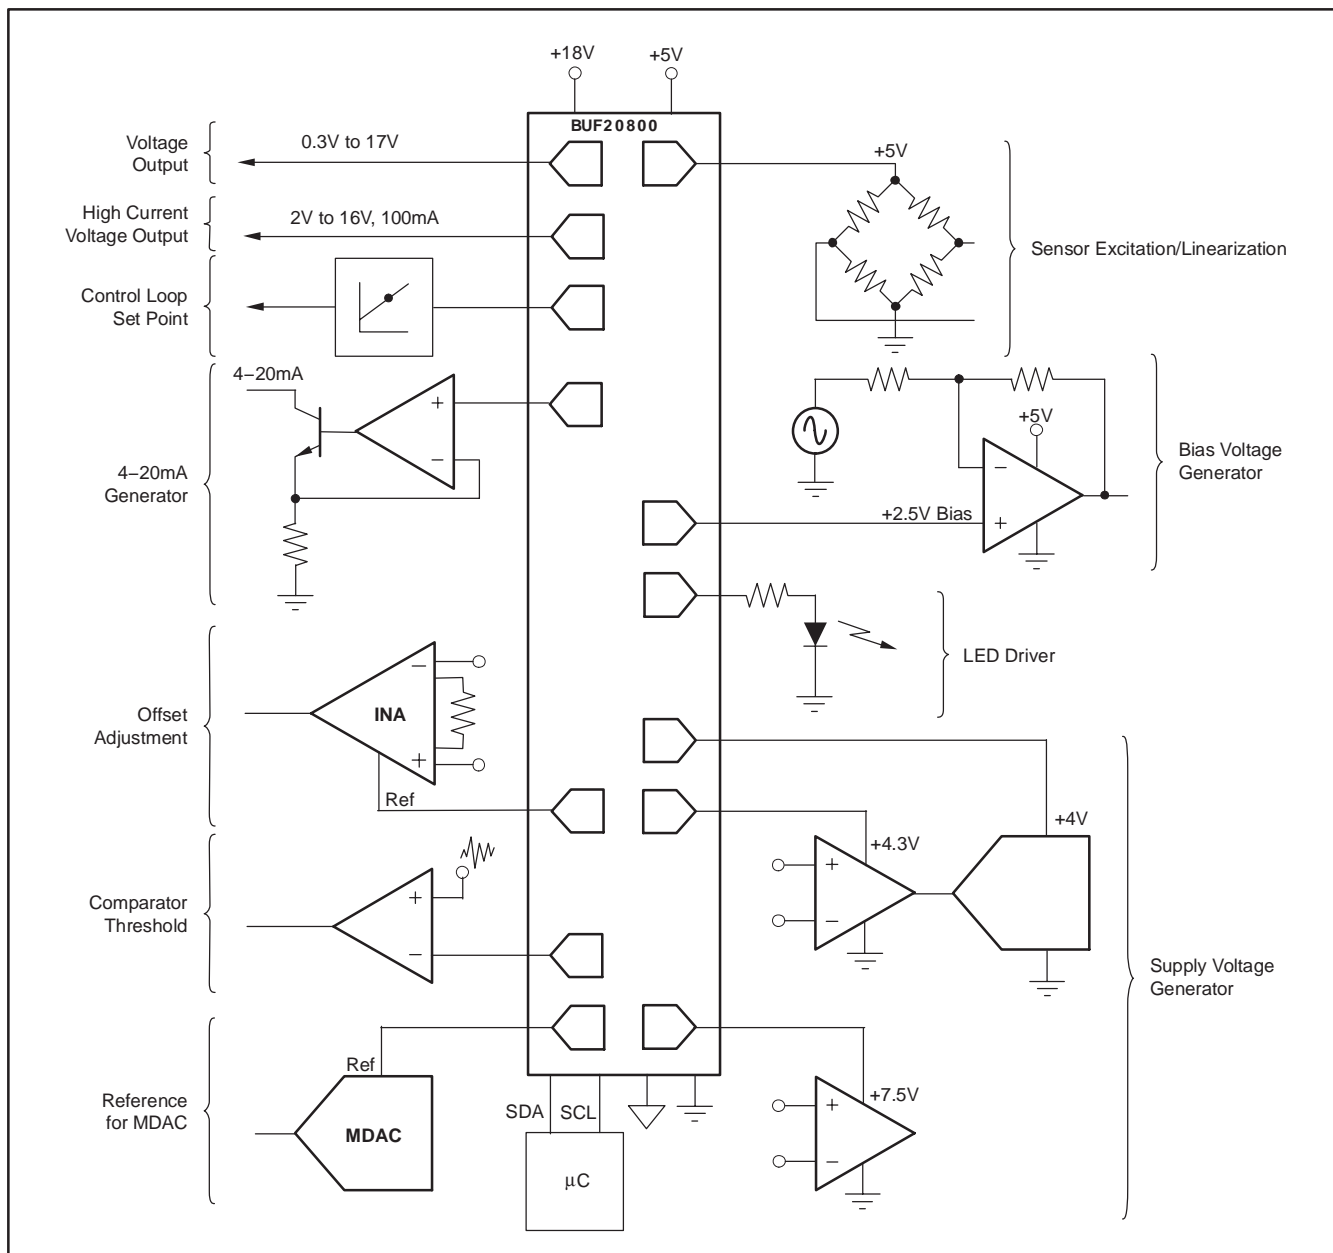 +18V
+5V
BUF20800
Voltage
Output
0.3V to 17V
+5V
High Current
Voltage Output
2V to 16V, 100mA
Sensor Excitation/Linearization
Control Loop
Set Point
4–20mA
+
–
4–20mA
Generator
+5V
–
+
+2.5V Bias
Bias Voltage
Generator
LED Driver
Offset
Adjustment
–
INA
+
Ref
+4V
+4.3V
+
–
Comparator
Threshold
+
–
Supply Voltage
Generator
Ref
MDAC
Reference
for MDAC
SDA
SCL
µC
+7.5V
+
–